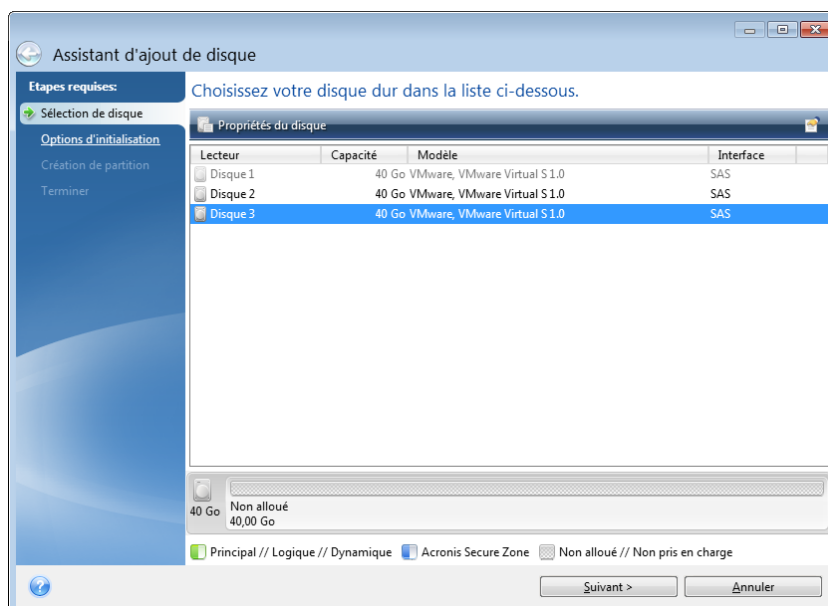 Assistant d'ajout de disque
Etapes requises:
Sélection de disque
Options d'initialisation
Création de partition
Terminer
Choisissez votre disque dur dans la liste ci-dessous.
Propriétés du disque
Lecteur Capacité Modèle Interface
Disque 1 40 Go VMware, VMware Virtual S 1.0 SAS
Disque 2 40 Go VMware, VMware Virtual S 1.0 SAS
Disque 3 40 Go VMware, VMware Virtual S 1.0 SAS
40 Go
Non alloué
40,00 Go
Principal // Logique // Dynamique Acronis Secure Zone Non alloué // Non pris en charge
? Suivant > Annuler